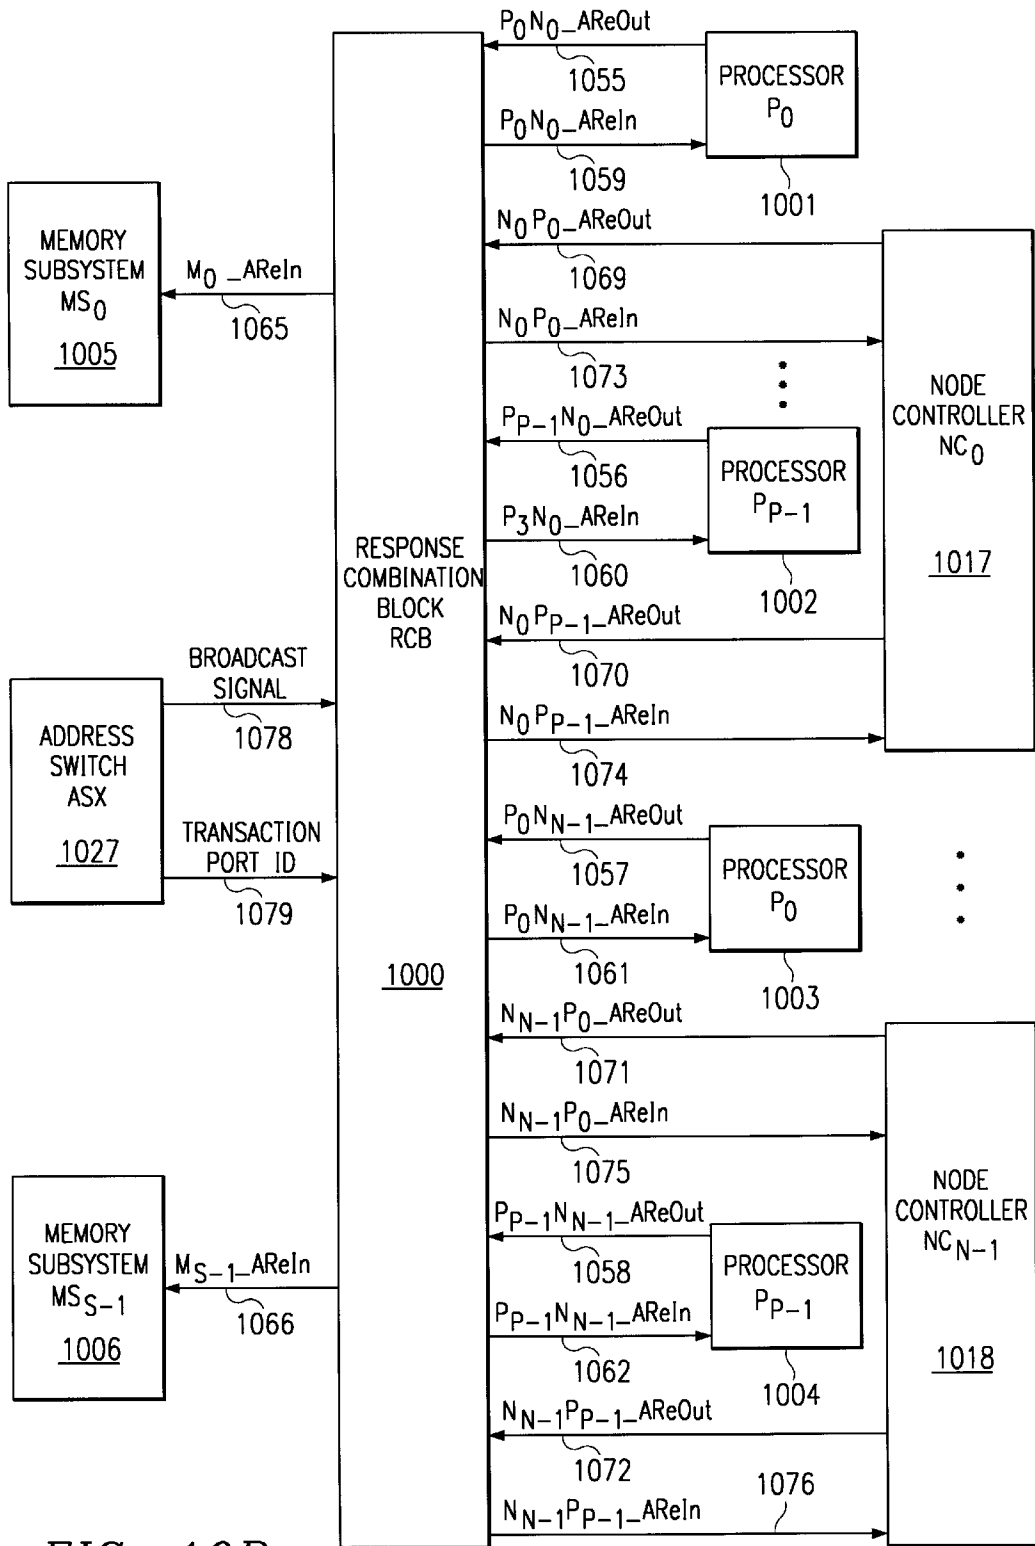 P0N0_AReOut
1055
PROCESSOR
P0
1001
P0N0_AReIn
1059
N0P0_AReOut
1069
MEMORY
SUBSYSTEM
MS0
1005
M0_AReIn
1065
N0P0_AReIn
1073
NODE
CONTROLLER
NC0
1017
PP-1N0_AReOut
1056
PROCESSOR
PP-1
1002
P3N0_AReIn
1060
RESPONSE
COMBINATION
BLOCK
RCB
1000
N0PP-1_AReOut
1070
BROADCAST
SIGNAL
1078
ADDRESS
SWITCH
ASX
1027
TRANSACTION
PORT ID
1079
N0PP-1_AReIn
1074
P0NN-1_AReOut
1057
PROCESSOR
P0
1003
P0NN-1_AReIn
1061
NN-1P0_AReOut
1071
NN-1P0_AReIn
1075
NODE
CONTROLLER
NCN-1
1018
MEMORY
SUBSYSTEM
MSS-1
1006
MS-1_AReIn
1066
PP-1NN-1_AReOut
1058
PROCESSOR
PP-1
1004
PP-1NN-1_AReIn
1062
NN-1PP-1_AReOut
1072
NN-1PP-1_AReIn
1076